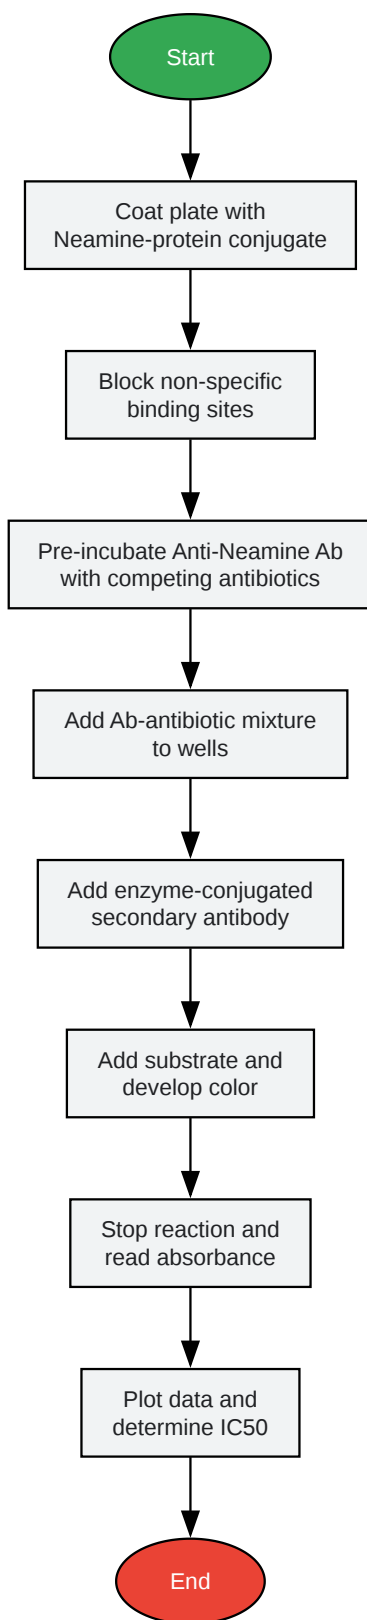 Start
Coat plate with
Neamine-protein conjugate
Block non-specific
binding sites
Pre-incubate Anti-Neamine Ab
with competing antibiotics
Add Ab-antibiotic mixture
to wells
Add enzyme-conjugated
secondary antibody
Add substrate and
develop color
Stop reaction and
read absorbance
Plot data and
determine IC50
End